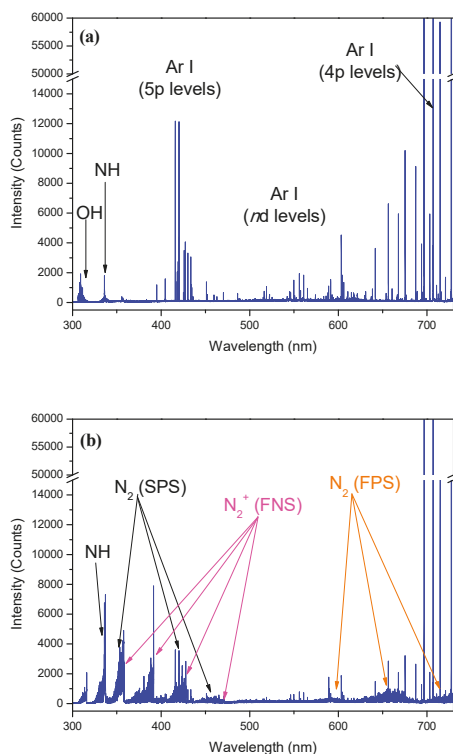 60000
(a)
50000
14000
12000
10000
8000
6000
4000
2000
0
Intensity (Counts)
Ar I
(5p levels)
Ar I
(4p levels)
NH
OH
Ar I
(nd levels)
300 400 500 600 700
Wavelength (nm)
60000
(b)
55000
50000
14000
12000
10000
8000
6000
4000
2000
0
Intensity (Counts)
N₂ (SPS)
N₂⁺ (FNS)
N₂ (FPS)
NH
300 400 500 600 700
Wavelength (nm)